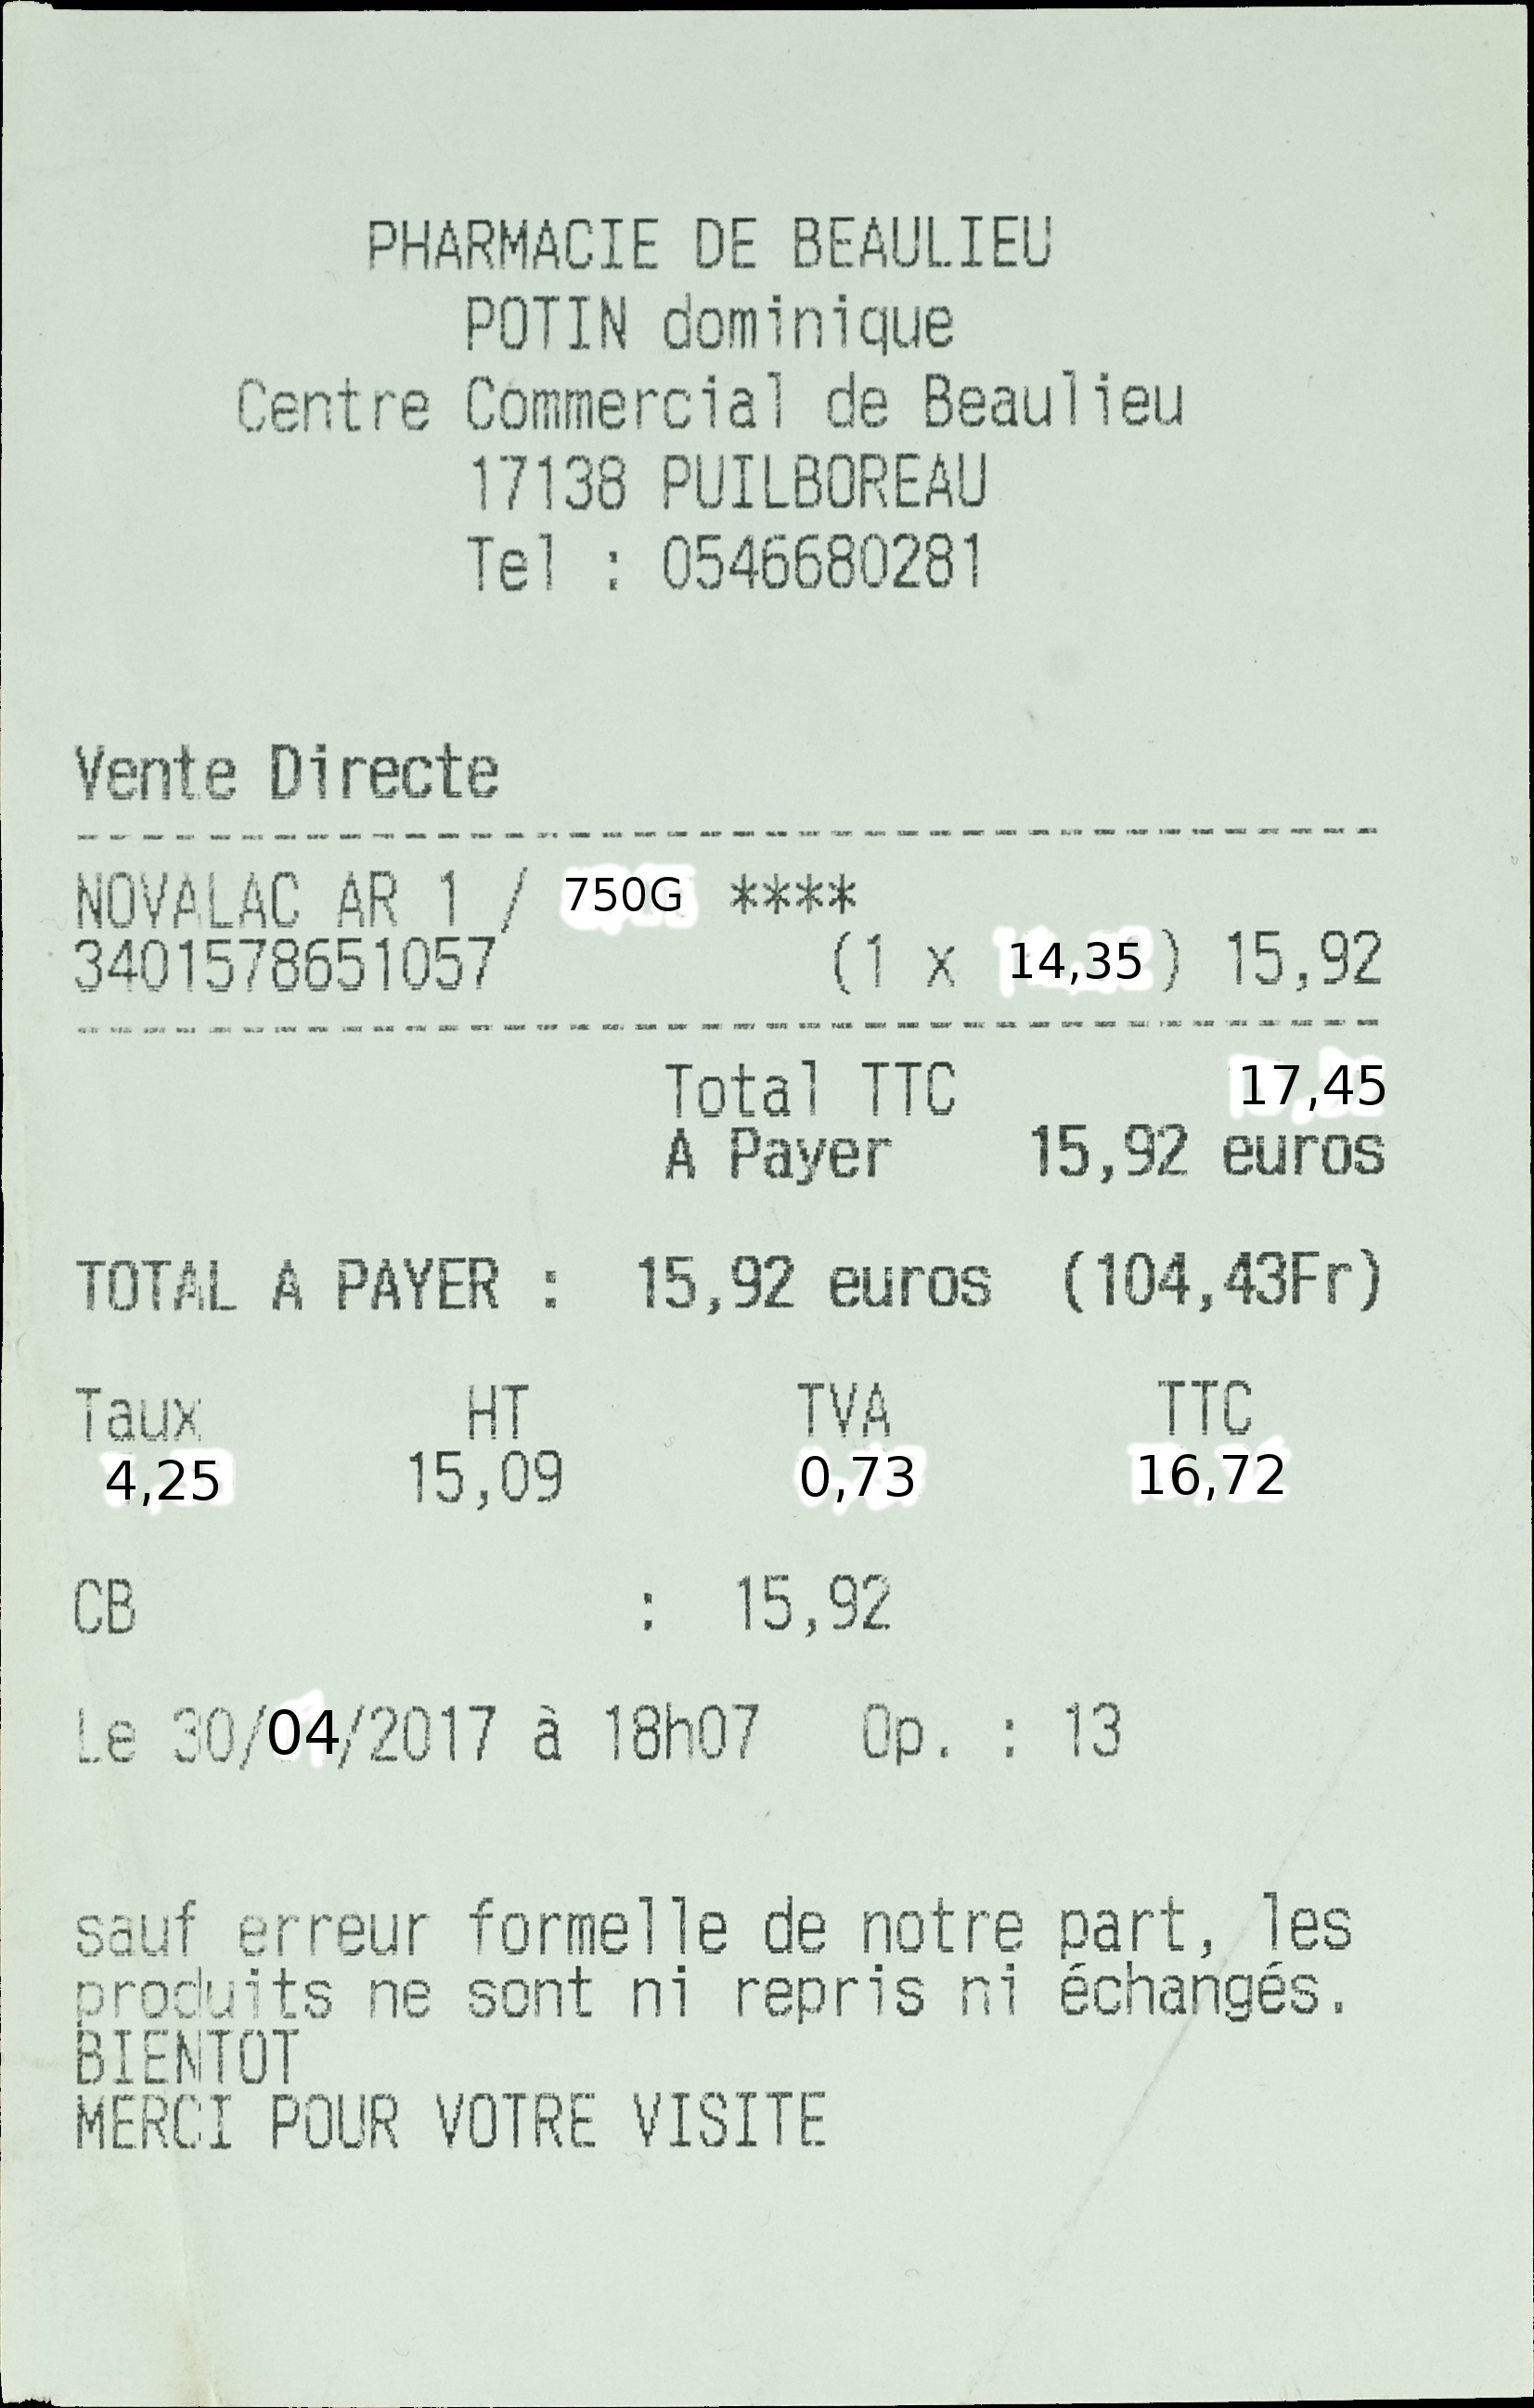 PHARMACIE DE BEAULIEU
POTIN dominique
Centre Commercial de Beaulieu
17138 PUILBOREAU
Tel : 0546680281
Vente Directe
NOVALAC AR 1 / 750G ****
3401578651057 (1 x 14,35) 15,92
Total TTC 17,45
A Payer 15,92 euros
TOTAL A PAYER : 15,92 euros (104,43Fr)
Taux HT TVA TTC
4,25 15,09 0,73 16,72
CB : 15,92
Le 30/04/2017 à 18h07 Op. : 13
sauf erreur formelle de notre part, les
produits ne sont ni repris ni échangés.
BIENTOT
MERCI POUR VOTRE VISITE